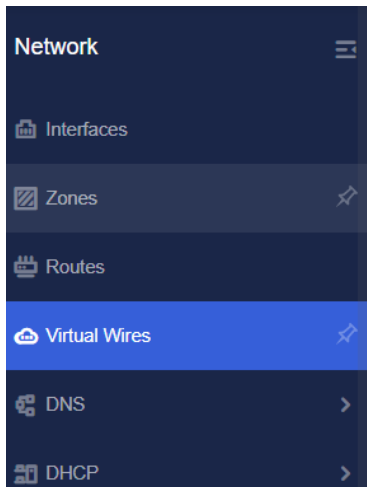 Network
Interfaces
Zones
Routes
Virtual Wires
DNS
DHCP